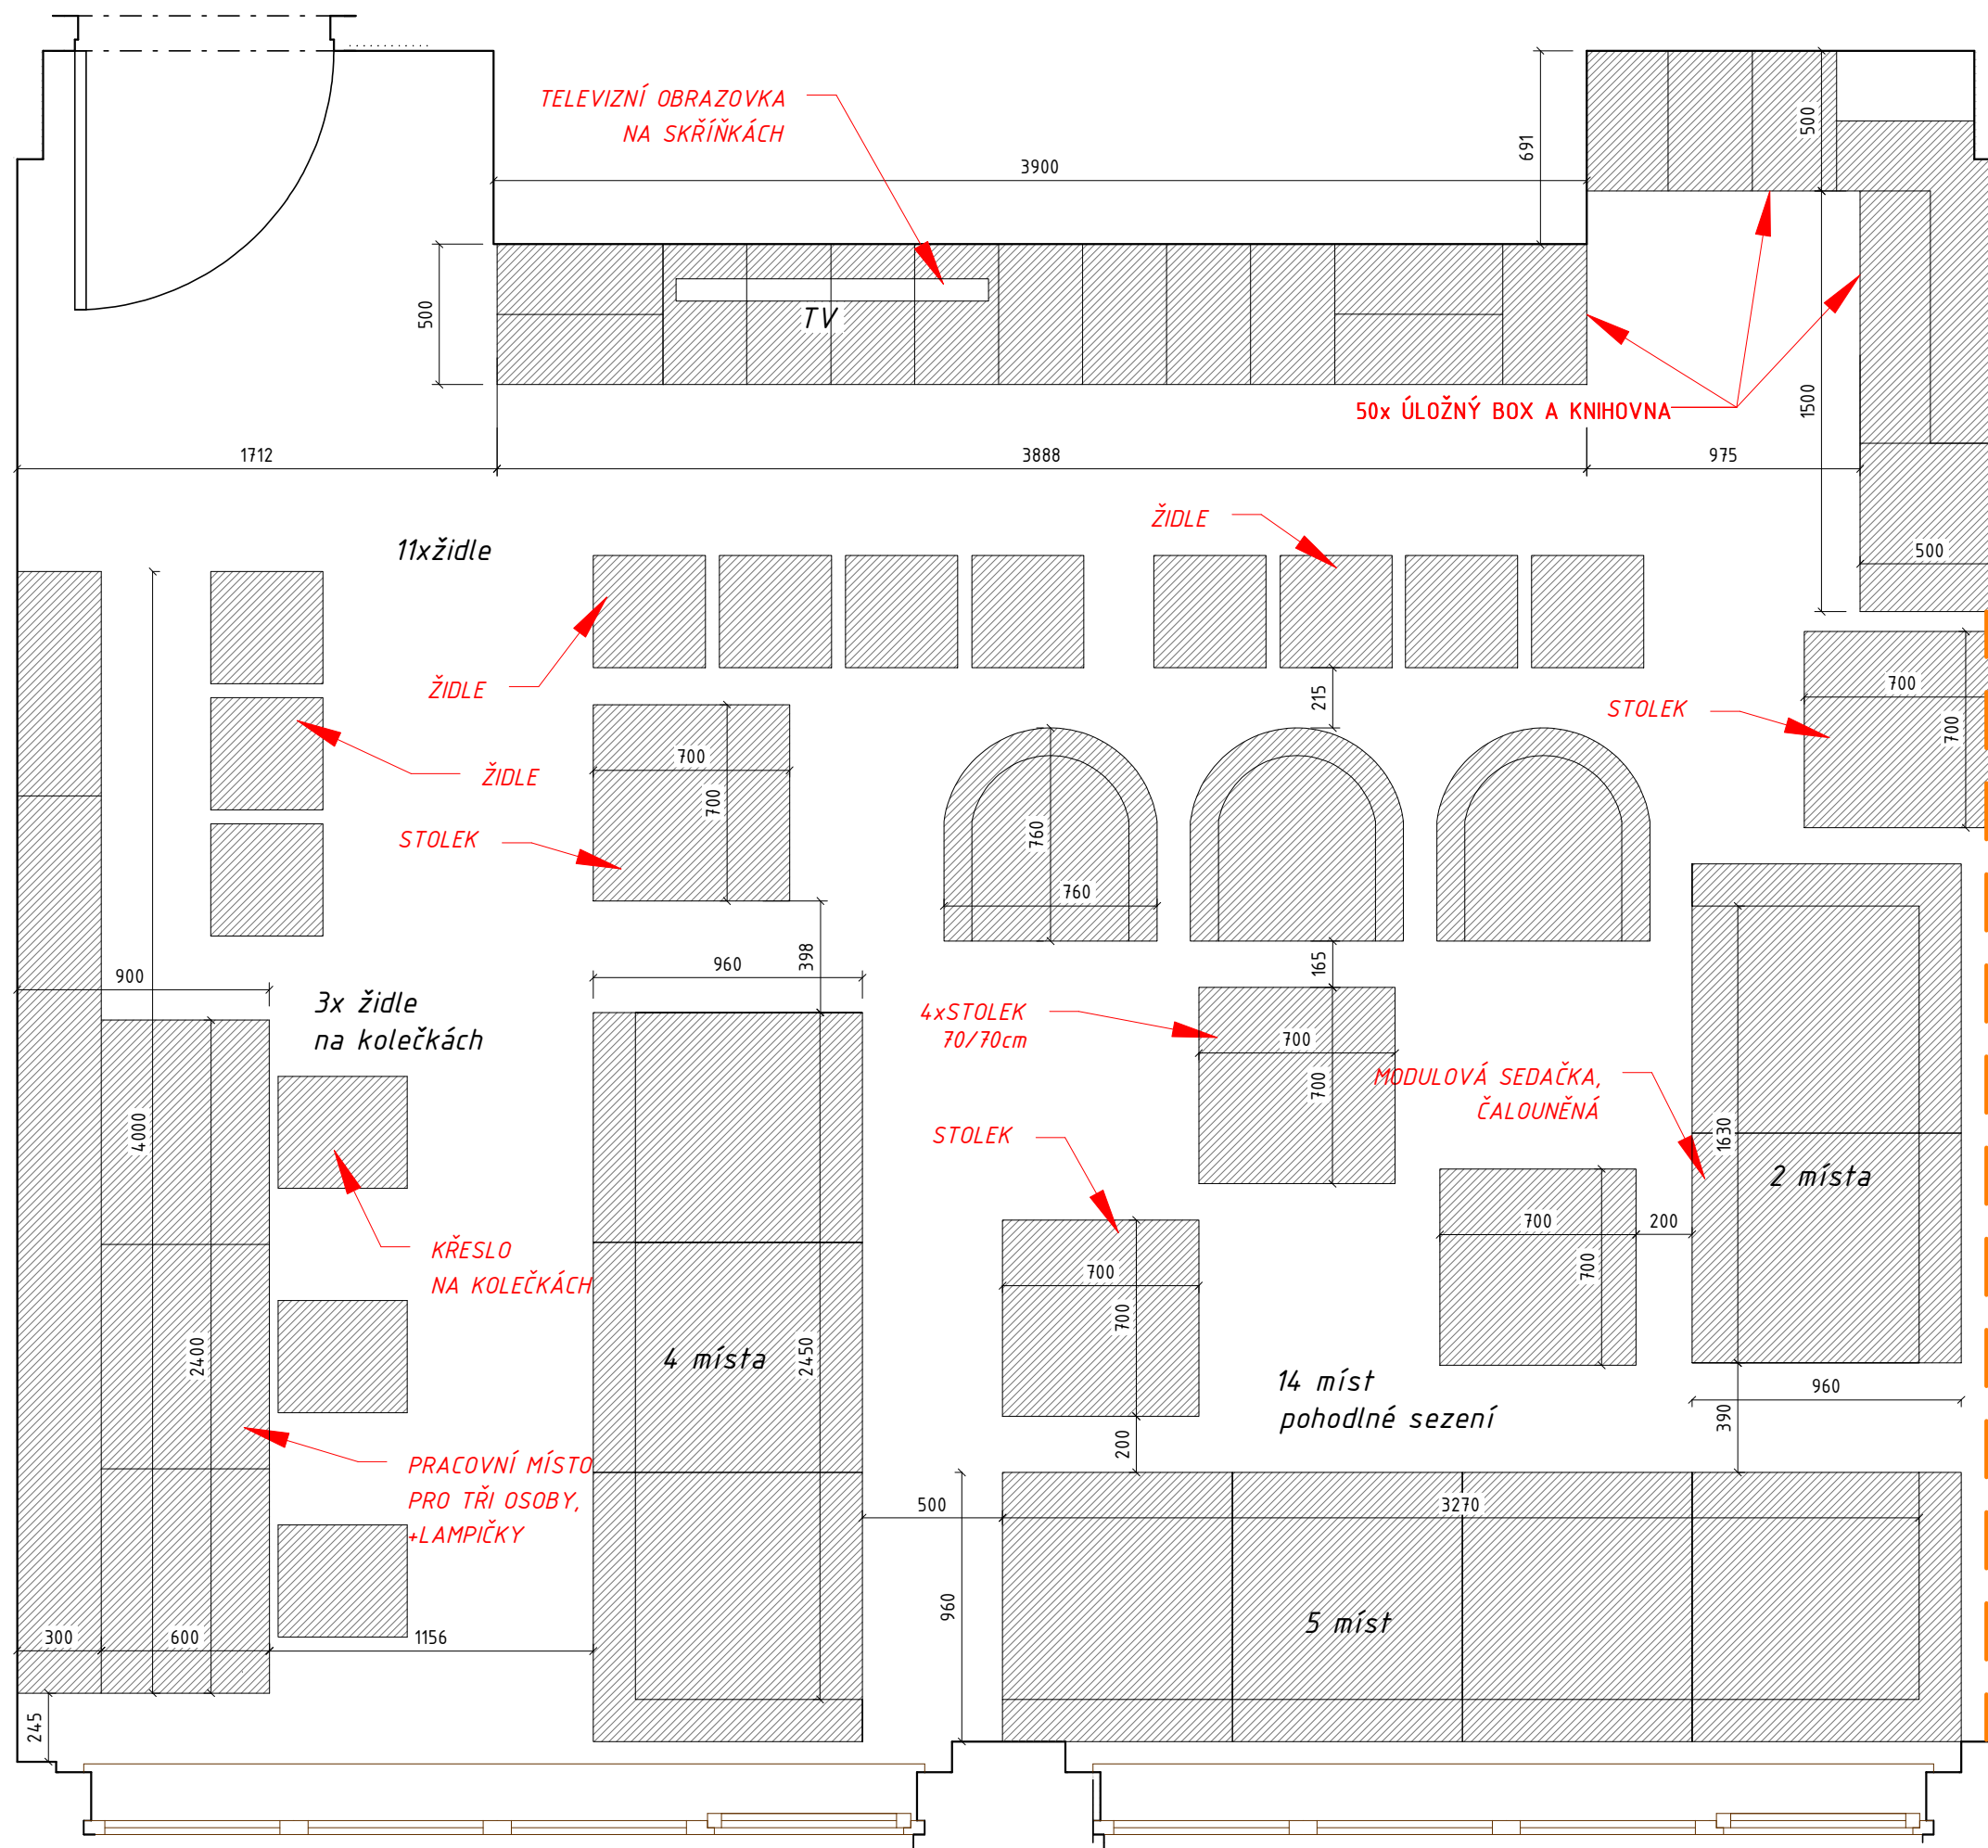 TELEVIZNÍ OBRAZOVKA
NA SKŘÍŇKÁCH
3900
691
500
500
TV
50x ÚLOŽNÝ BOX A KNIHOVNA
1500
1712
3888
975
11xžidle
ŽIDLE
500
ŽIDLE
215
STOLEK
700
700
ŽIDLE
700
700
STOLEK
760
760
900
960
398
165
3x židle
na kolečkách
4xSTOLEK
70/70cm
700
700
MODULOVÁ SEDAČKA,
ČALOUNĚNÁ
1630
4000
STOLEK
2 místa
KŘESLO
NA KOLEČKÁCH
700
700
700
700
200
2400
4 místa
2450
14 míst
pohodlné sezení
960
390
200
PRACOVNÍ MÍSTO
PRO TŘI OSOBY,
+LAMPIČKY
500
3270
960
5 míst
300
600
1156
245